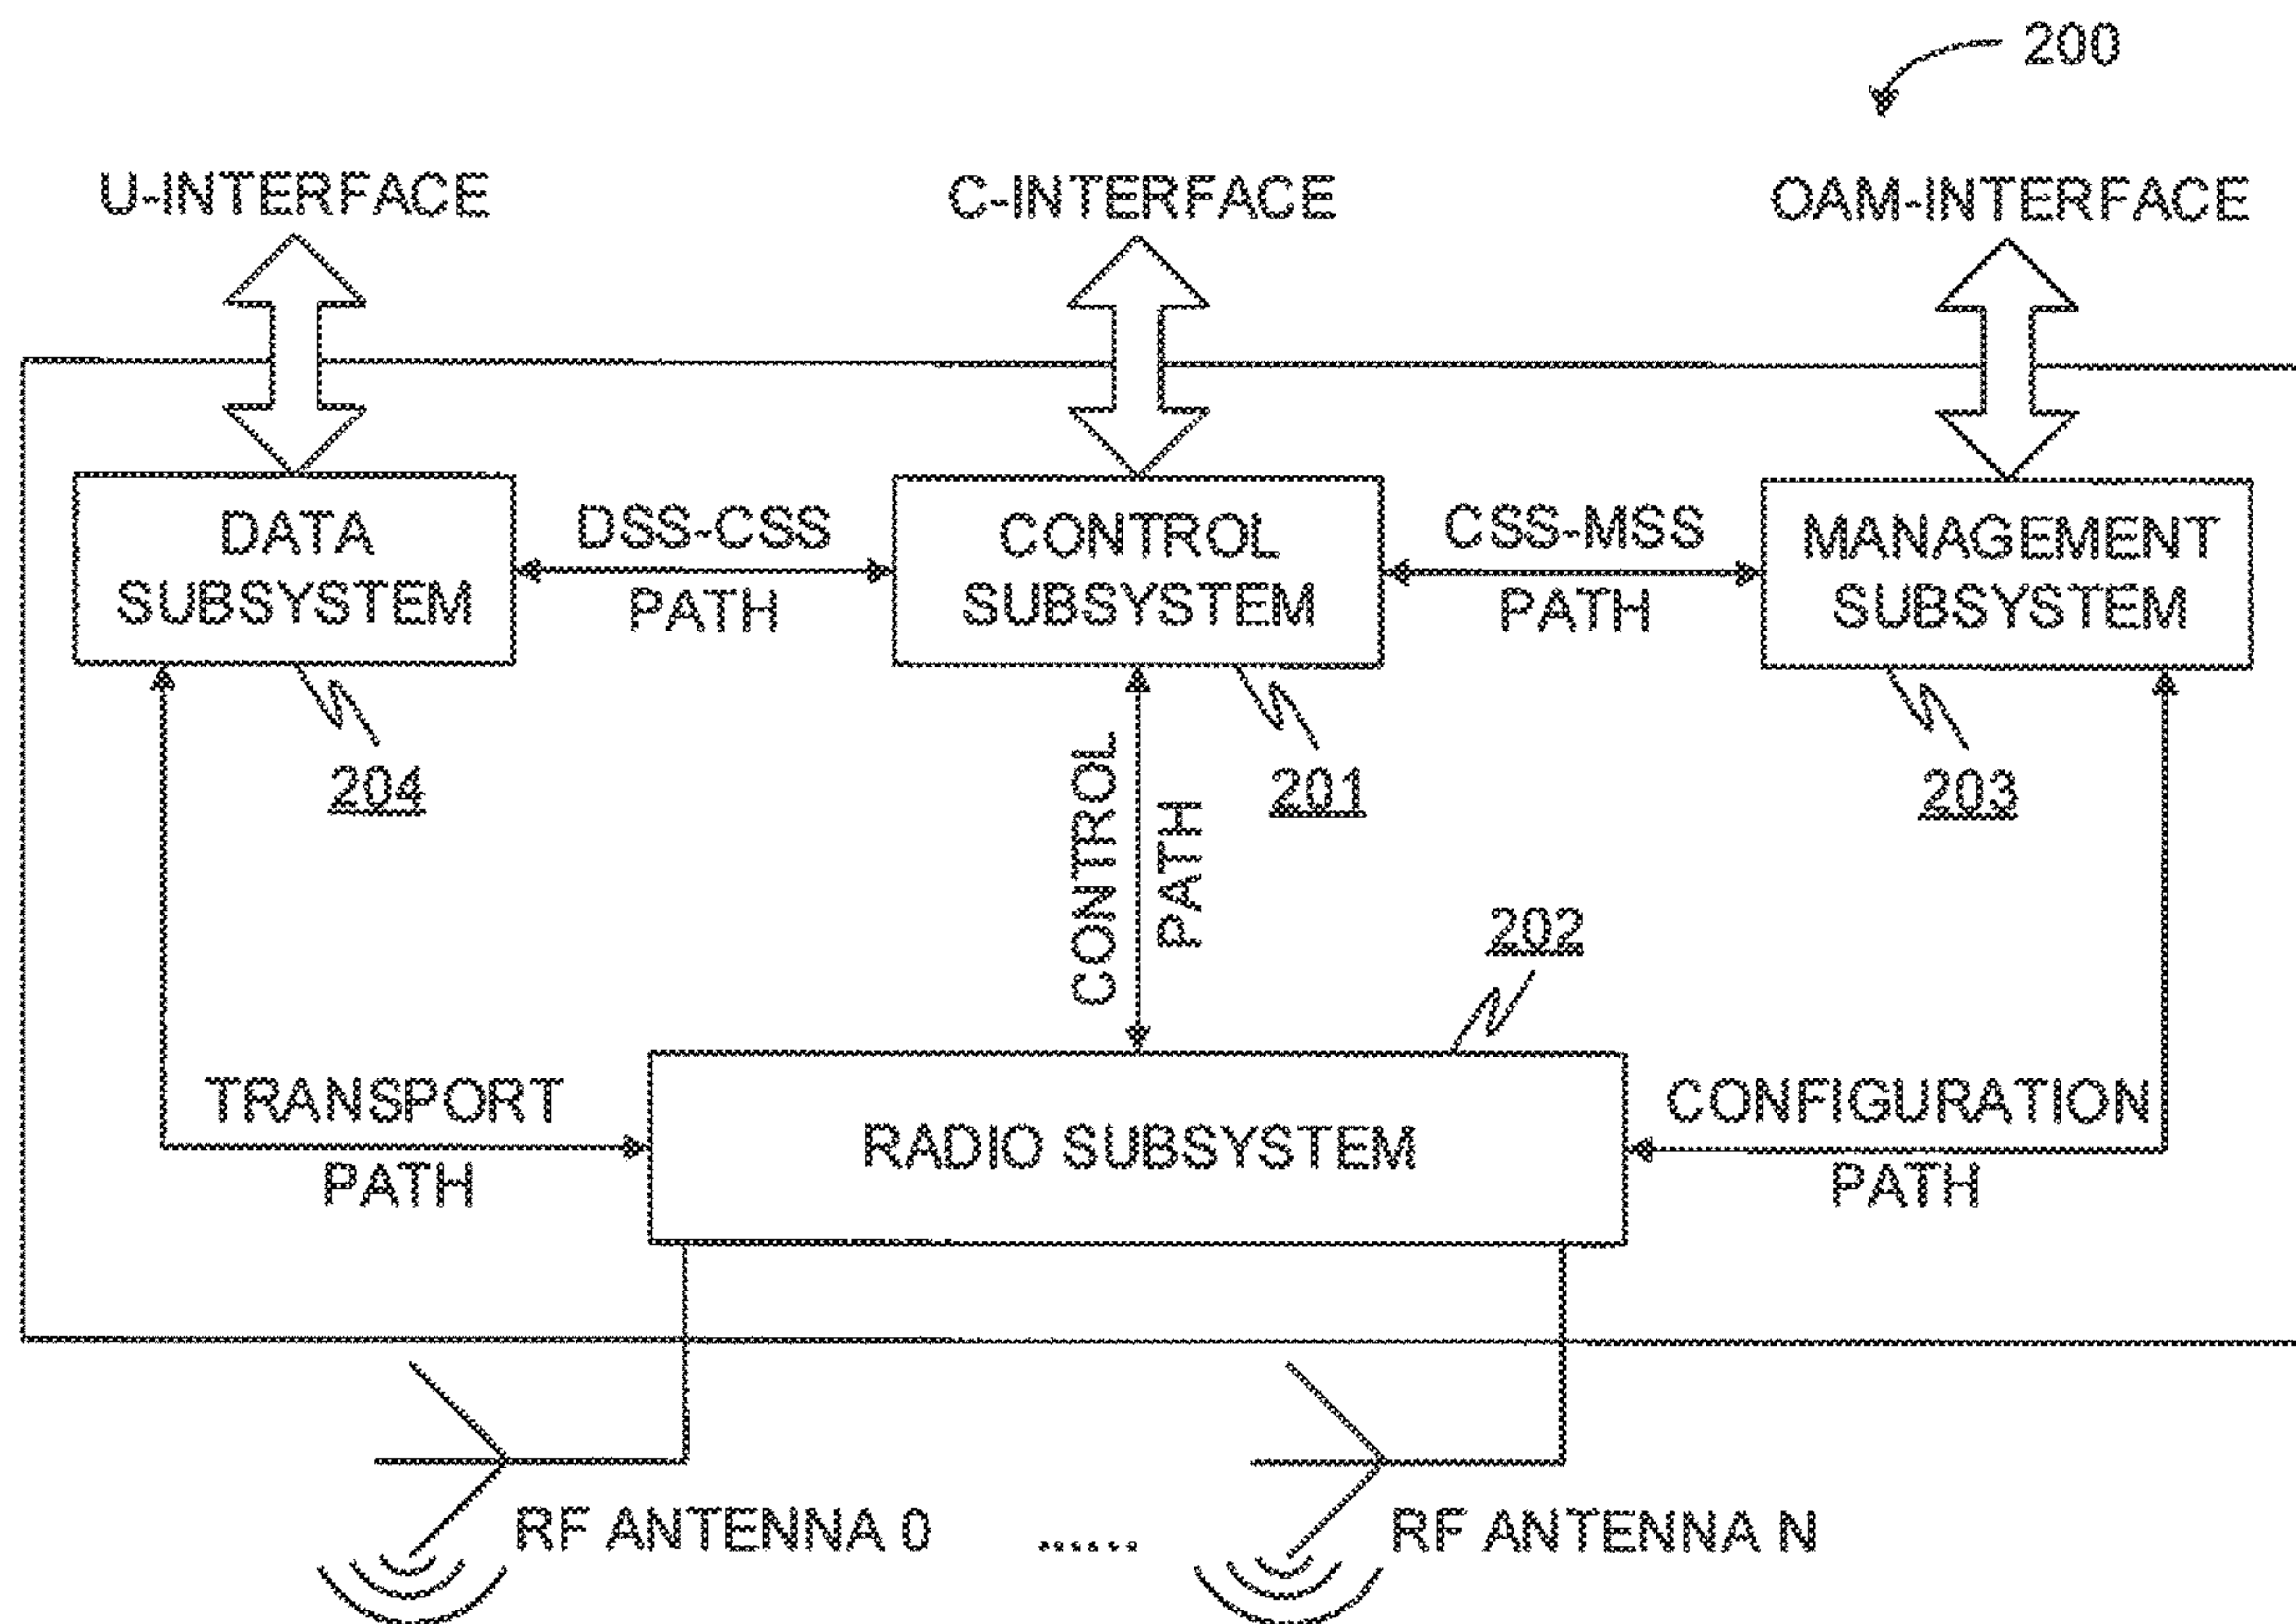 200
U-INTERFACE
C-INTERFACE
OAM-INTERFACE
DATA
SUBSYSTEM
DSS-CSS
PATH
CONTROL
SUBSYSTEM
CSS-MSS
PATH
MANAGEMENT
SUBSYSTEM
204
201
203
CONTROL
PATH
202
TRANSPORT
PATH
RADIO SUBSYSTEM
CONFIGURATION
PATH
RF ANTENNA 0
......
RF ANTENNA N